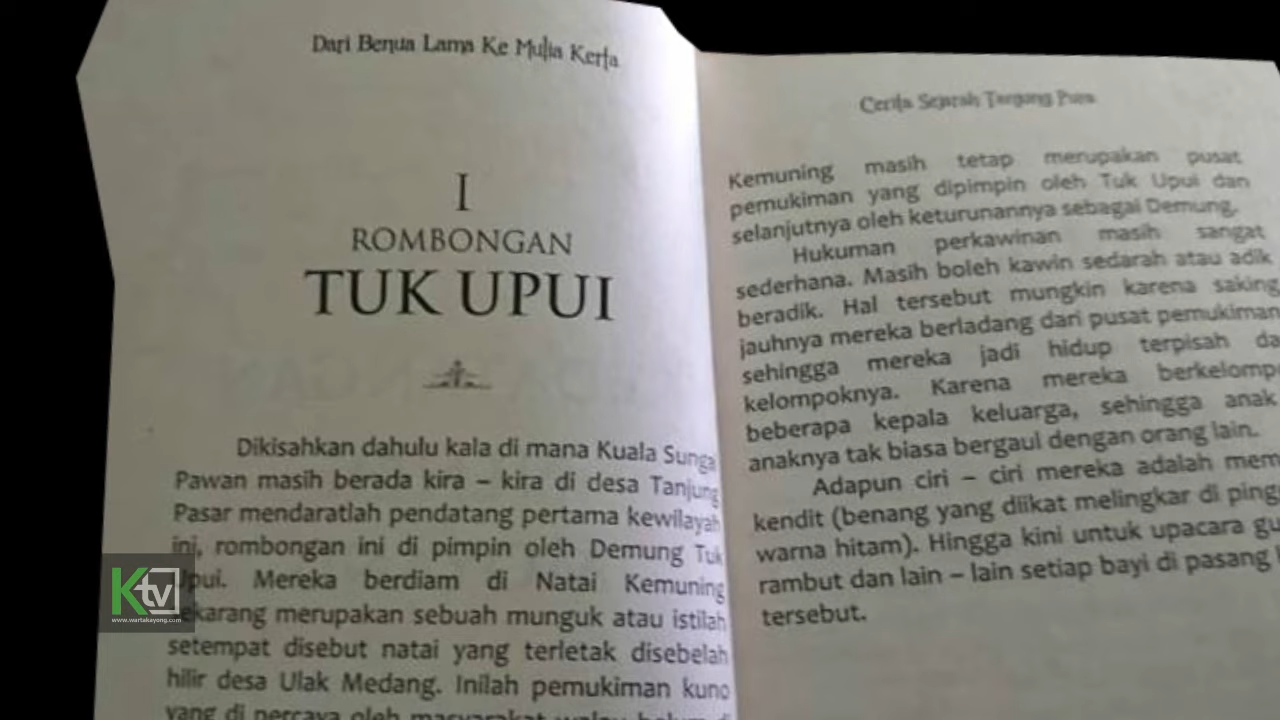 Dari Benua Lama Ke Mulia Kerta
I
ROMBONGAN
TUK UPUI
Dikisahkan dahulu kala di mana Kuala Sunga
Pawan masih berada kira – kira di desa Tanjung
Pasar mendaratlah pendatang pertama kewilayah
ini, rombongan ini di pimpin oleh Demung Tuk
Upui. Mereka berdiam di Natai Kemuning
sekarang merupakan sebuah munguk atau istilah
setempat disebut natai yang terletak disebelah
hilir desa Ulak Medang. Inilah pemukiman kuno
yang di percaya oleh masyarakat
Cerita Sejarah Tanjung Pura
Kemuning masih tetap merupakan pusat
pemukiman yang dipimpin oleh Tuk Upui dan
selanjutnya oleh keturunannya sebagai Demung.
Hukuman perkawinan masih sangat
sederhana. Masih boleh kawin sedarah atau adik
beradik. Hal tersebut mungkin karena saking
jauhnya mereka berladang dari pusat pemukiman
sehingga mereka jadi hidup terpisah da
kelompoknya. Karena mereka berkelomp
beberapa kepala keluarga, sehingga anak
anaknya tak biasa bergaul dengan orang lain.
Adapun ciri – ciri mereka adalah mem
kendit (benang yang diikat melingkar di ping
warna hitam). Hingga kini untuk upacara gu
rambut dan lain – lain setiap bayi di pasang
tersebut.
Ktv
www.wartakayong.com